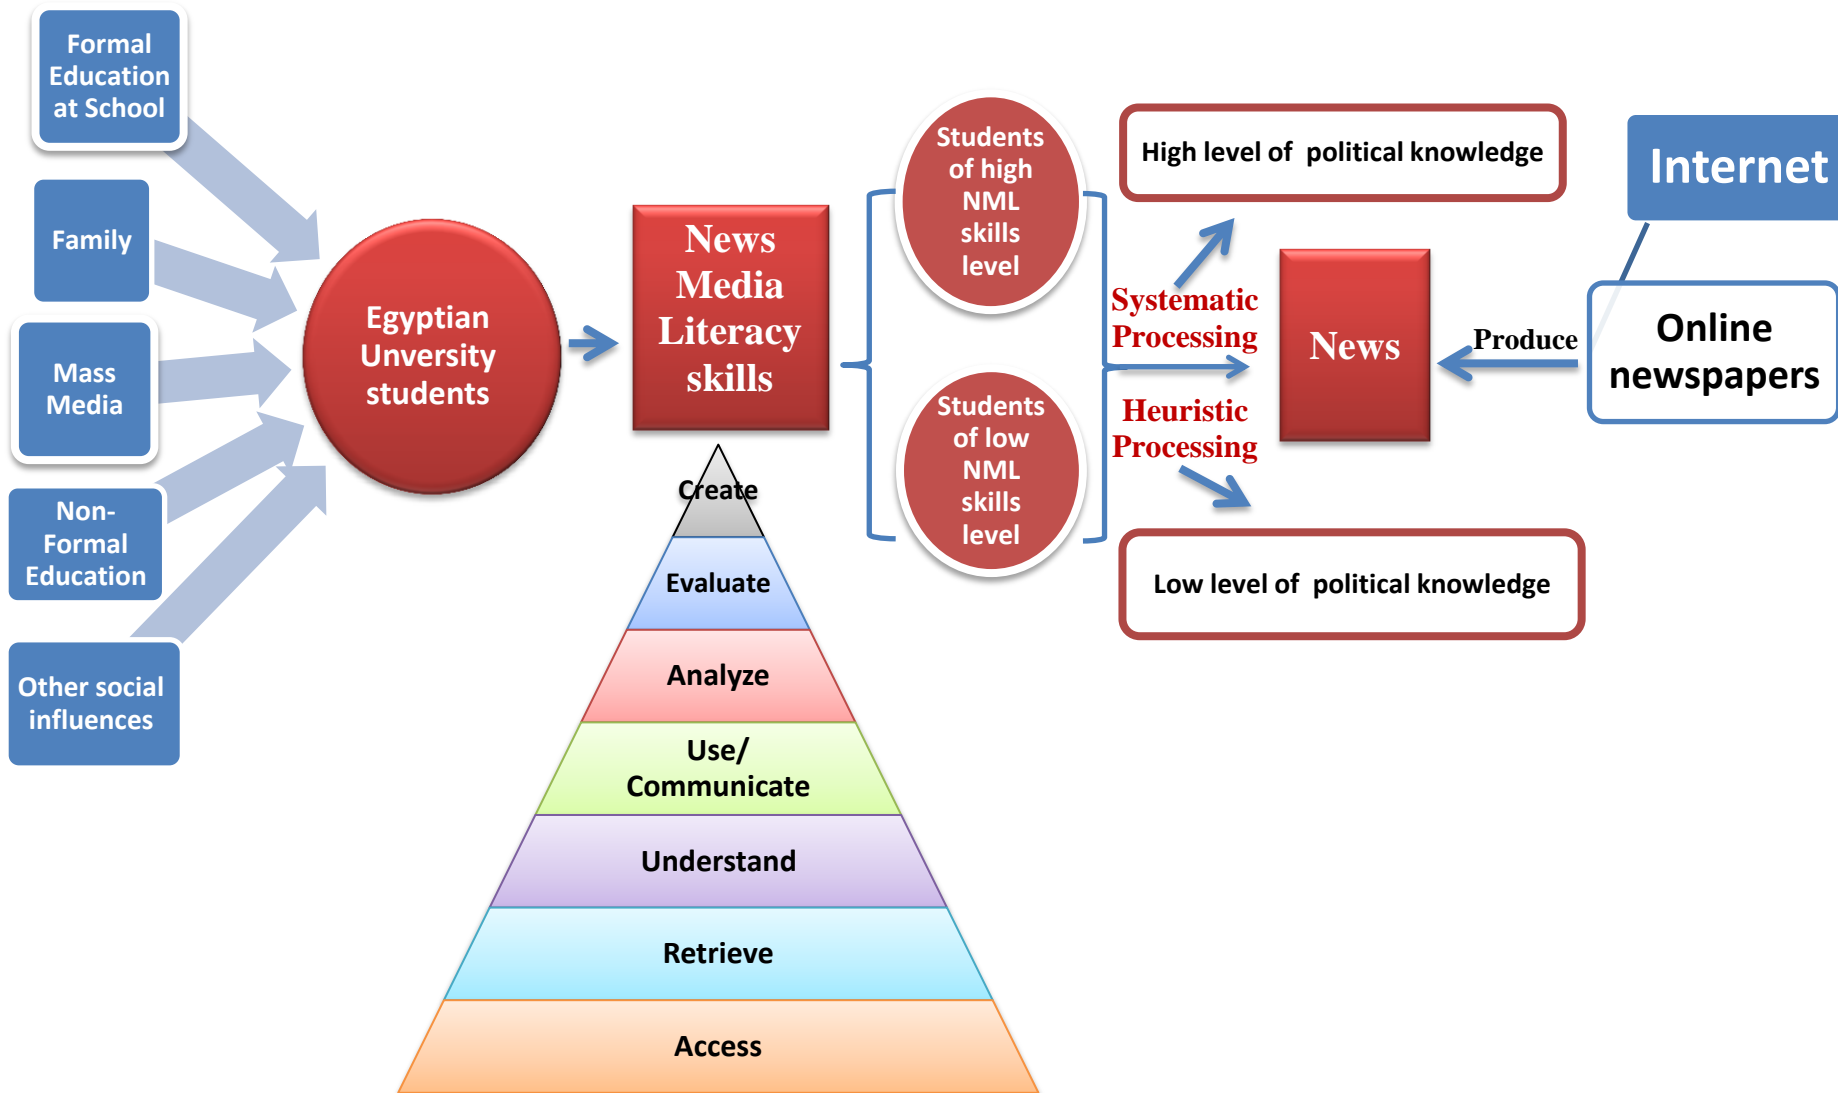 Formal
Education
at School
Family
Mass
Media
Non-
Formal
Education
Other social
influences
Egyptian
Unversity
students
News
Media
Literacy
skills
Create
Evaluate
Analyze
Use/
Communicate
Understand
Retrieve
Access
Students
of high
NML
skills
level
Students
of low
NML
skills
level
High level of  political knowledge
Systematic
Processing
Heuristic
Processing
Low level of  political knowledge
News
Produce
Internet
Online
newspapers